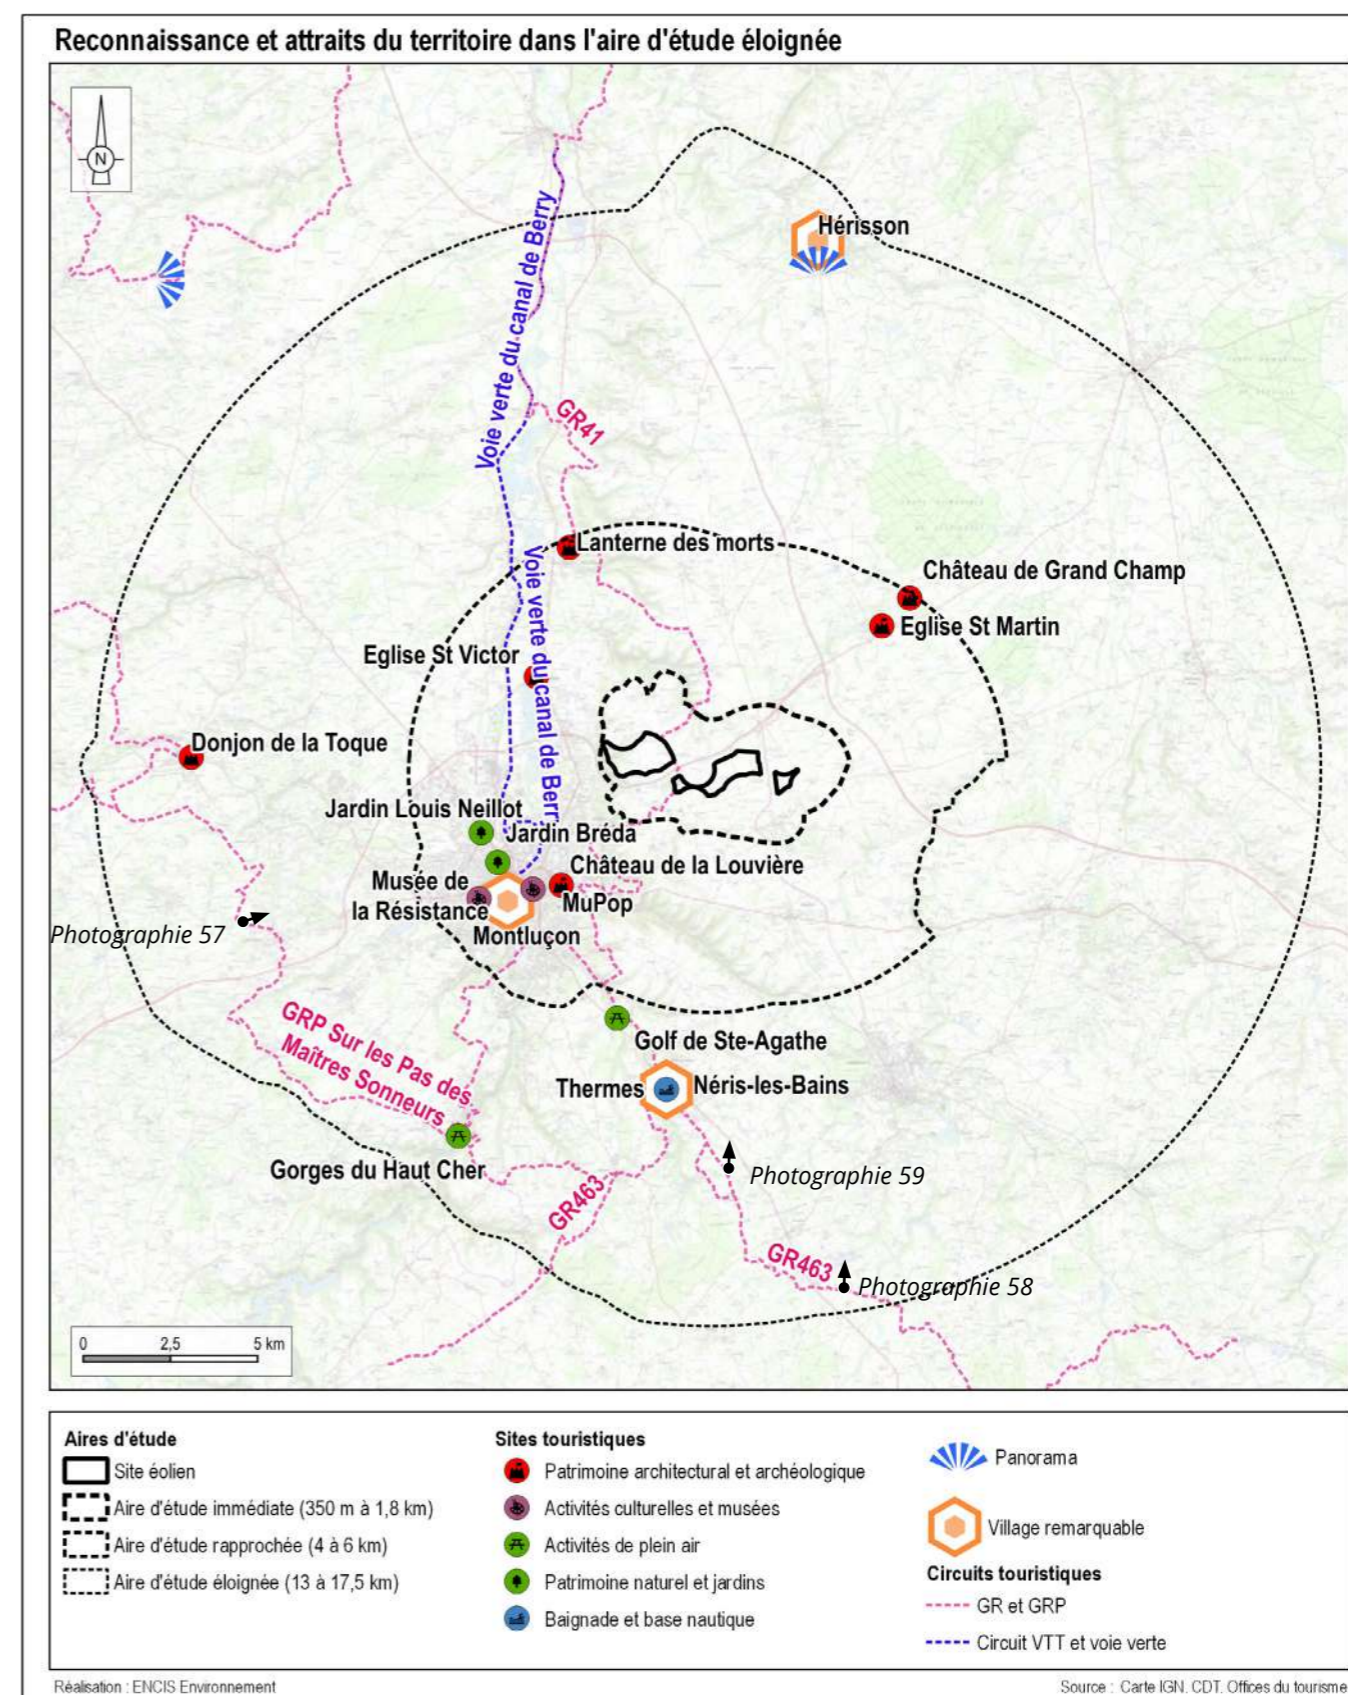 Reconnaissance et attraits du territoire dans l'aire d'étude éloignée
N
Hérisson
Voie verte du canal de Berry
GR41
Lanterne des morts
Château de Grand Champ
Eglise St Martin
Voie verte du canal de Berr
Eglise St Victor
Donjon de la Toque
Jardin Louis Neillot
Jardin Bréda
Château de la Louvière
Musée de
la Résistance
MuPop
Montluçon
Photographie 57
GRP Sur les Pas des
Maîtres Sonneurs
Golf de Ste-Agathe
Thermes
Néris-les-Bains
Gorges du Haut Cher
Photographie 59
GR463
GR463
Photographie 58
0 2,5 5 km
Aires d'étude
Site éolien
Aire d'étude immédiate (350 m à 1,8 km)
Aire d'étude rapprochée (4 à 6 km)
Aire d'étude éloignée (13 à 17,5 km)
Sites touristiques
Patrimoine architectural et archéologique
Activités culturelles et musées
Activités de plein air
Patrimoine naturel et jardins
Baignade et base nautique
Panorama
Village remarquable
Circuits touristiques
GR et GRP
Circuit VTT et voie verte
Réalisation : ENCIS Environnement
Source : Carte IGN, CDT, Offices du tourisme